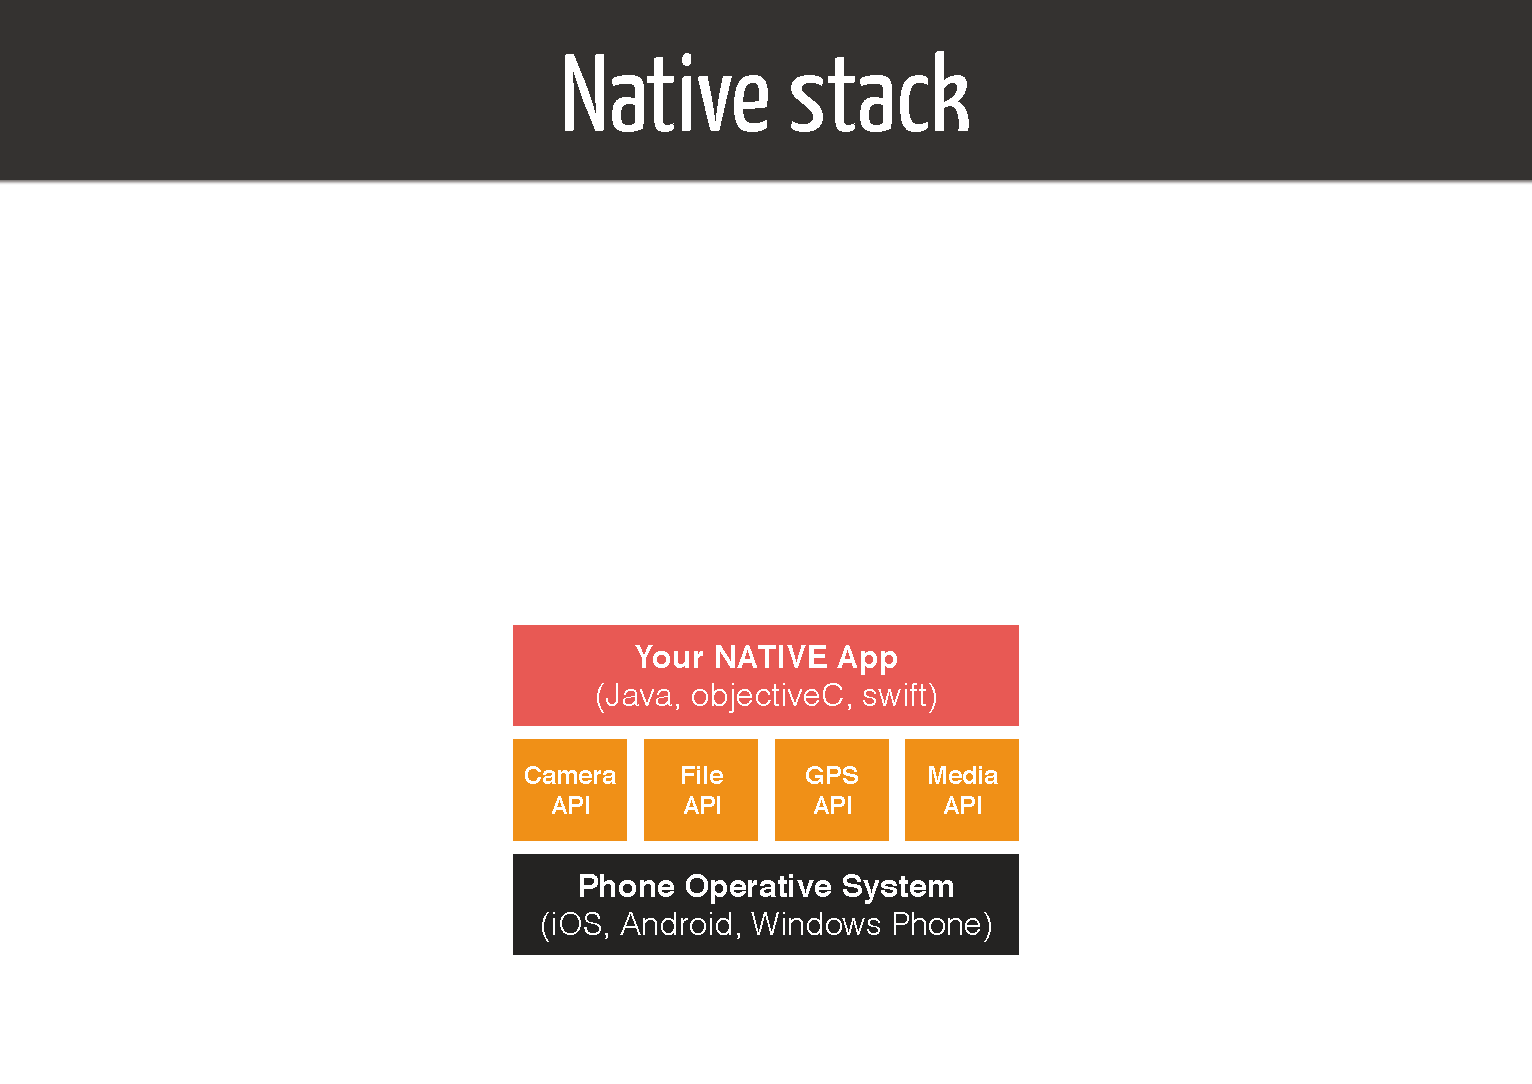 Native stack
Your NATIVE App
(Java, objectiveC, swift)
Camera
API
File
API
GPS
API
Media
API
Phone Operative System
(iOS, Android, Windows Phone)